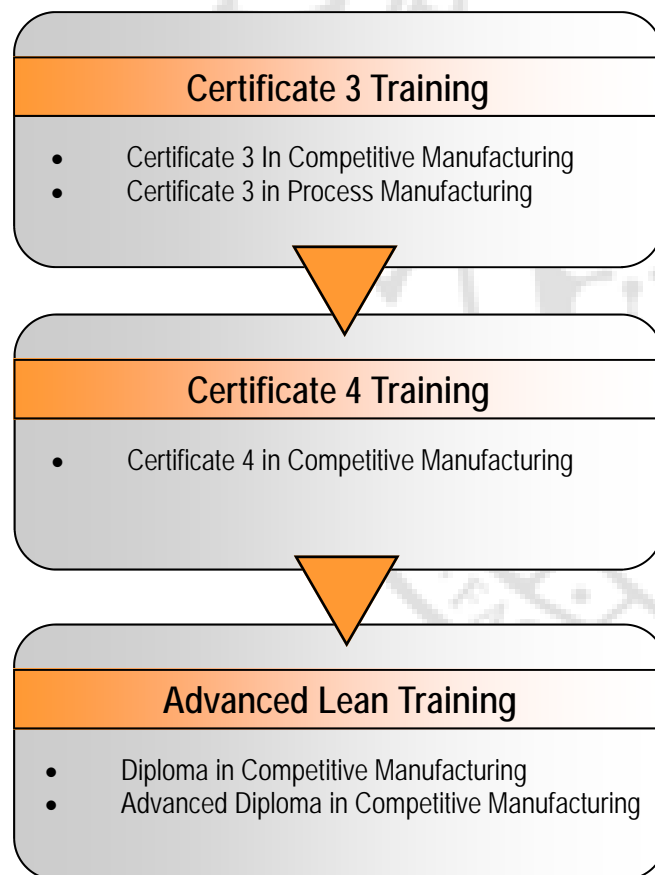 Certificate 3 Training
• Certificate 3 In Competitive Manufacturing
• Certificate 3 in Process Manufacturing
Certificate 4 Training
• Certificate 4 in Competitive Manufacturing
Advanced Lean Training
• Diploma in Competitive Manufacturing
• Advanced Diploma in Competitive Manufacturing